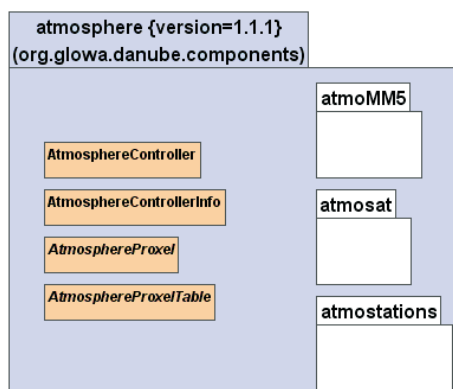 atmosphere {version=1.1.1}
(org.glowa.danube.components)
atmoMM5
AtmosphereController
AtmosphereControllerInfo
atmosat
AtmosphereProxel
AtmosphereProxelTable
atmostations